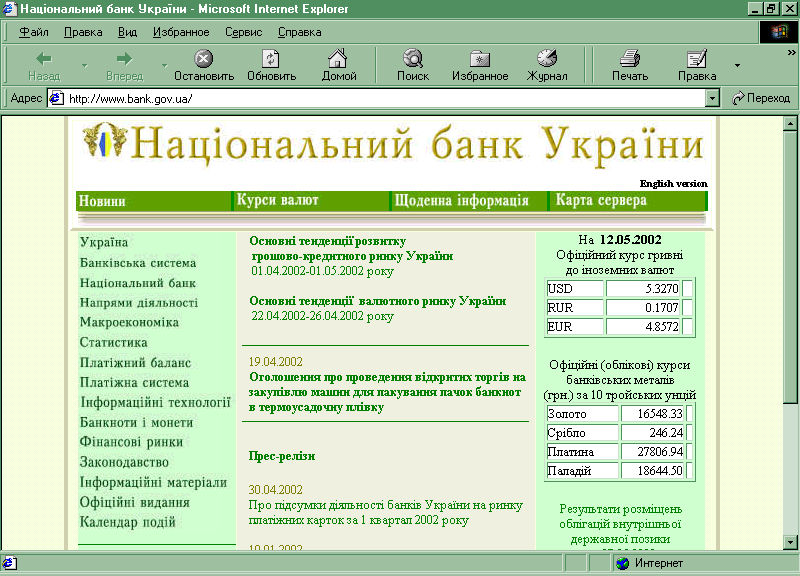 Національний банк України - Microsoft Internet Explorer
Файл Правка Вид Избранное Сервис Справка
Назад Вперед Остановить Обновить Домой Поиск Избранное Журнал Печать Правка
Адрес http://www.bank.gov.ua/ Переход
Національний банк України
English version
Новини Курси валют Щоденна інформація Карта сервера
Україна
Банківська система
Національний банк
Напрями діяльності
Макроекономіка
Статистика
Платіжний баланс
Платіжна система
Інформаційні технології
Банкноти і монети
Фінансові ринки
Законодавство
Інформаційні матеріали
Офіційні видання
Календар подій
Основні тенденції розвитку
грошово-кредитного ринку України
01.04.2002-01.05.2002 року
Основні тенденції валютного ринку України
22.04.2002-26.04.2002 року
19.04.2002
Оголошення про проведення відкритих торгів на
закупівлю машин для пакування пачок банкнот
в термоусадочну плівку
Прес-релізи
30.04.2002
Про підсумки діяльності банків України на ринку
платіжних карток за 1 квартал 2002 року
На 12.05.2002
Офіційний курс гривні
до іноземних валют
USD 5.3270
RUR 0.1707
EUR 4.8572
Офіційні (облікові) курси
банківських металів
(грн.) за 10 тройських унцій
Золото 16548.33
Срібло 246.24
Платина 27806.94
Паладій 18644.50
Результати розміщень
облігацій внутрішньої
державної позики
Интернет